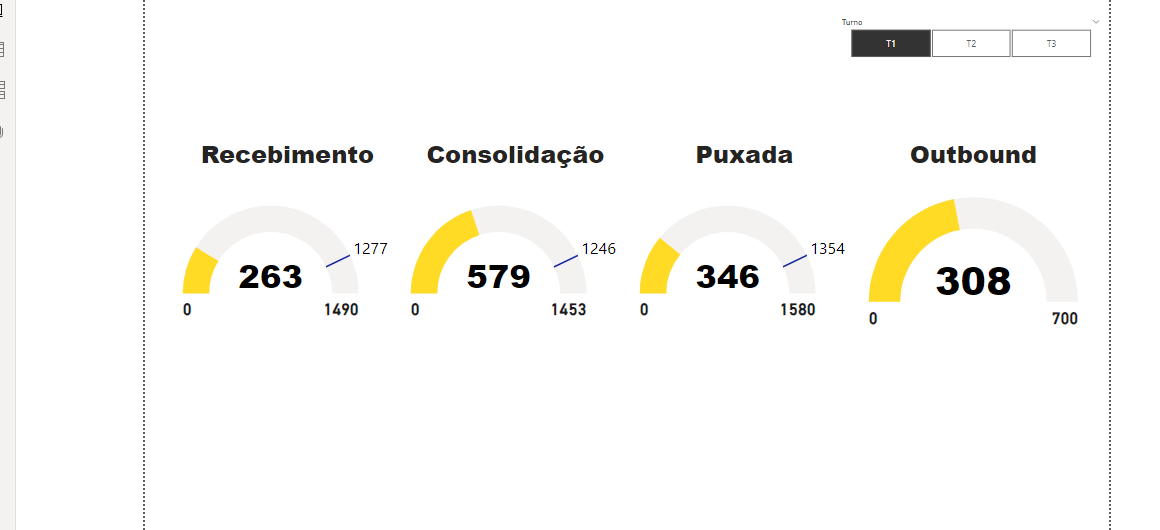 Turno
T1 T2 T3
Recebimento Consolidação Puxada Outbound
1277 1246 1354
263 579 346 308
0 1490 0 1453 0 1580 0 700